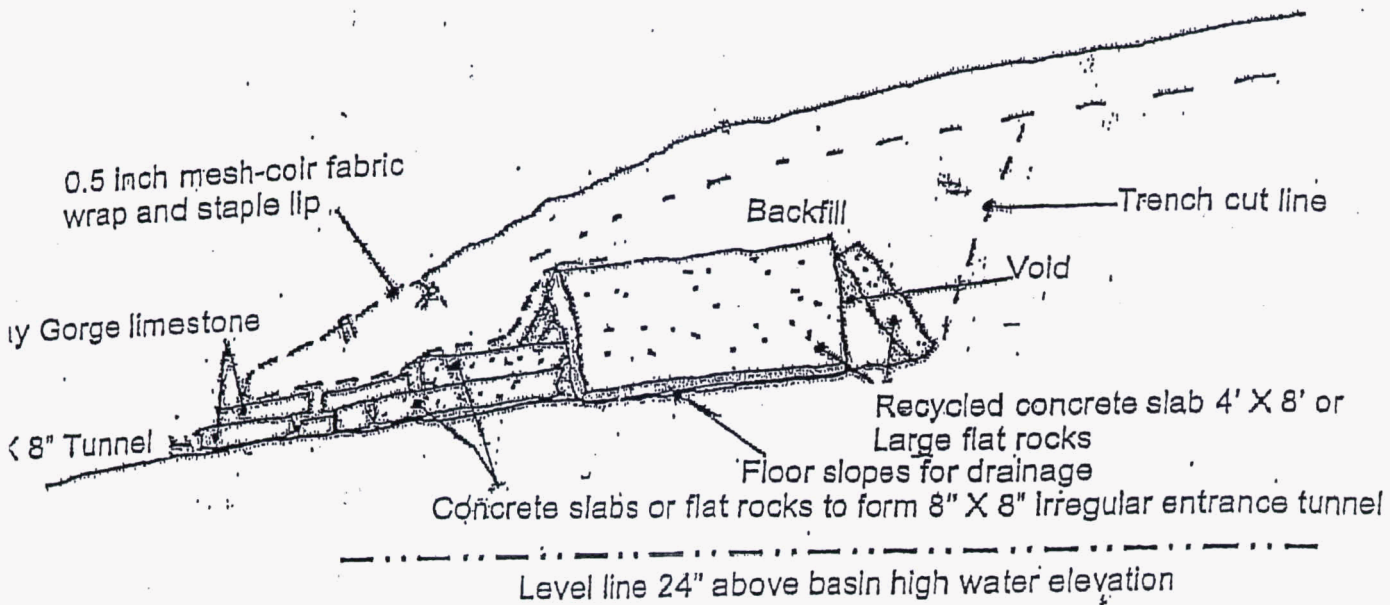 0.5 inch mesh-coir fabric
wrap and staple lip
Backfill
Trench cut line
Void
Gorge limestone
X 8" Tunnel
Recycled concrete slab 4' X 8' or
Large flat rocks
Floor slopes for drainage
Concrete slabs or flat rocks to form 8" X 8" irregular entrance tunnel
Level line 24" above basin high water elevation